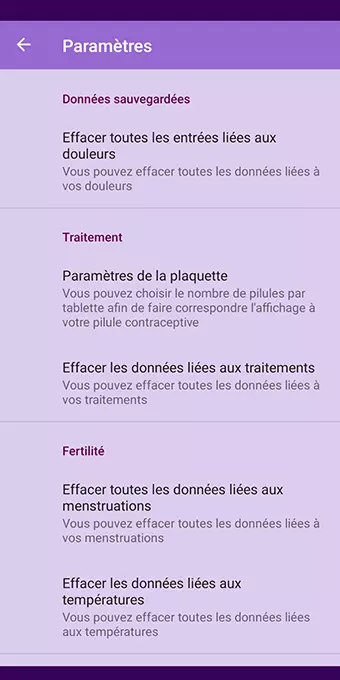 Paramètres
Données sauvegardées
Effacer toutes les entrées liées aux
douleurs
Vous pouvez effacer toutes les données liées à
vos douleurs
Traitement
Paramètres de la plaquette
Vous pouvez choisir le nombre de pilules par
tablette afin de faire correspondre l'affichage à
votre pilule contraceptive
Effacer les données liées aux traitements
Vous pouvez effacer toutes les données liées à
vos traitements
Fertilité
Effacer toutes les données liées aux
menstruations
Vous pouvez effacer toutes les données liées à
vos menstruations
Effacer les données liées aux
températures
Vous pouvez effacer toutes les données liées
aux températures